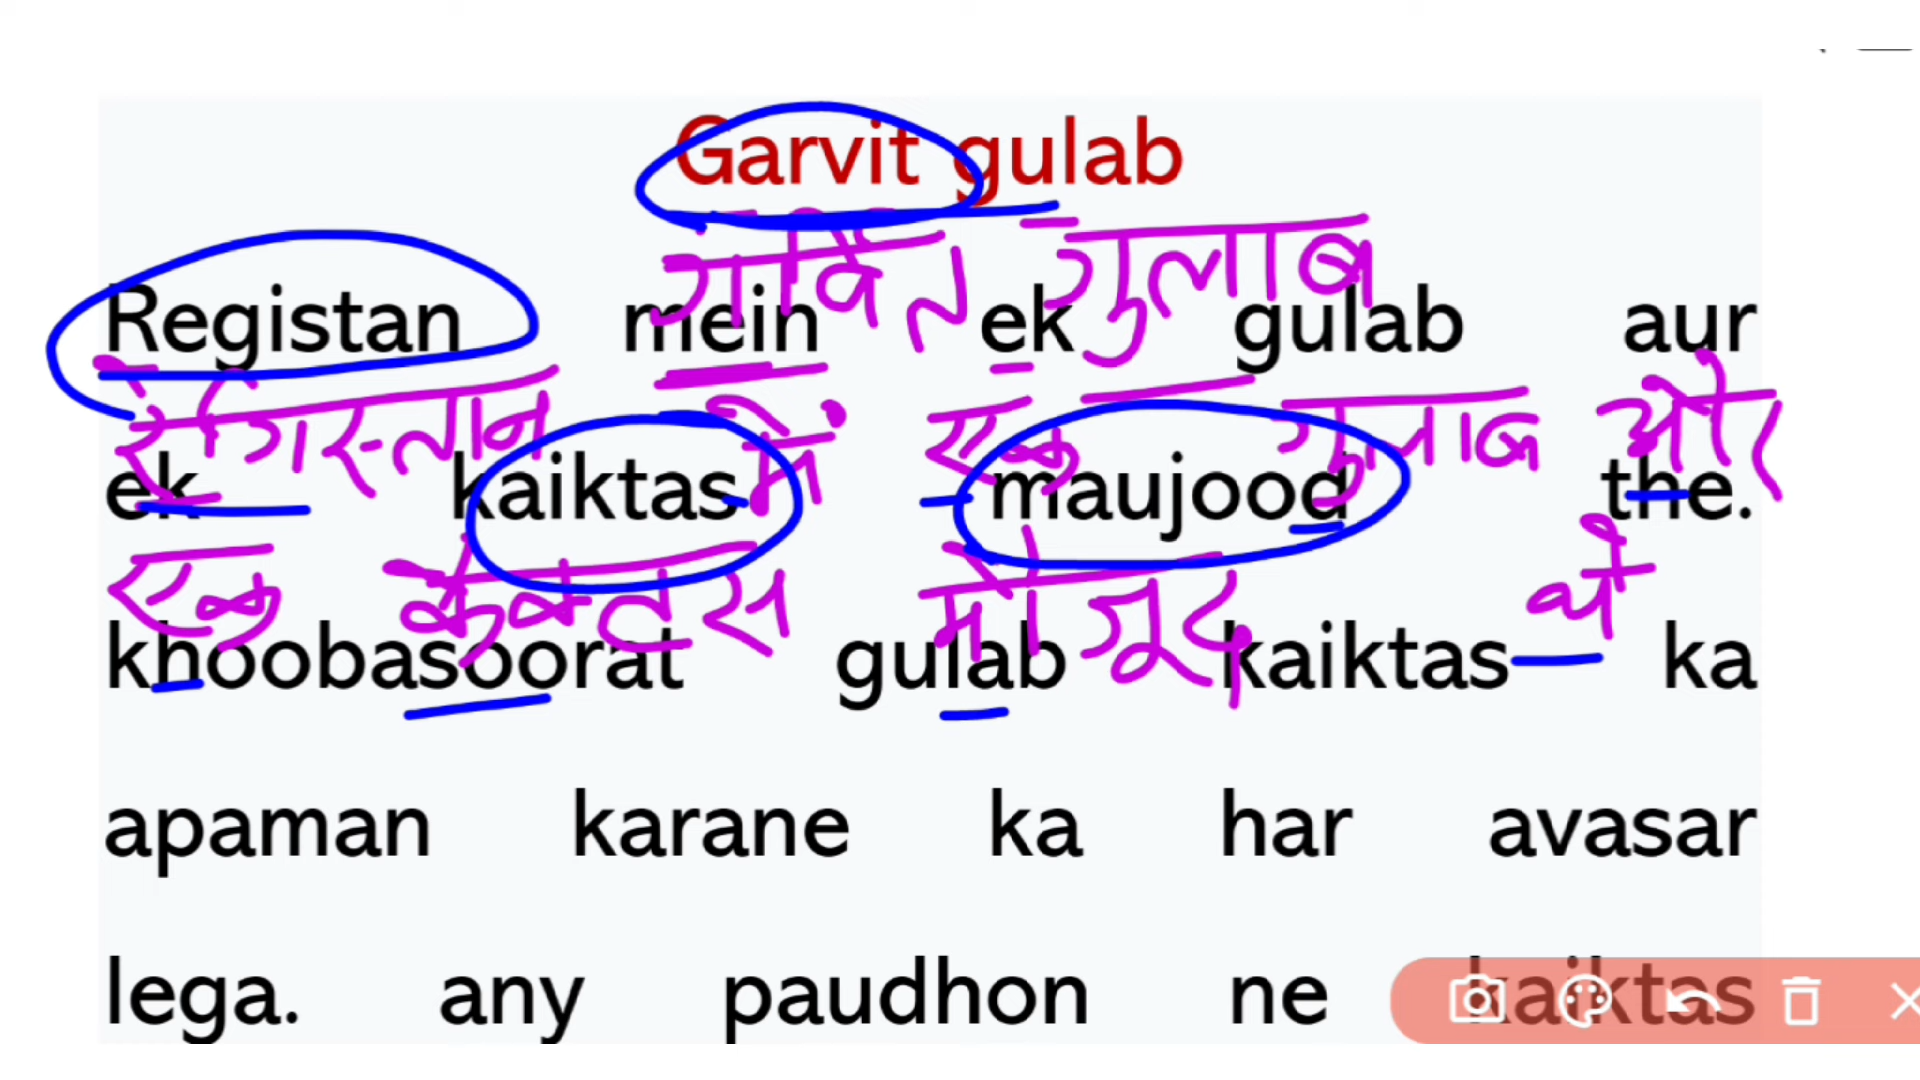 Garvit gulab
गर्वित गुलाब
Registan mein ek gulab aur
रेगिस्तान में एक गुलाब और
ek kaiktas maujood the.
एक कैक्टस मौजूद थे
khoobasoorat gulab kaiktas ka
apaman karane ka har avasar
lega. any paudhon ne kaiktas